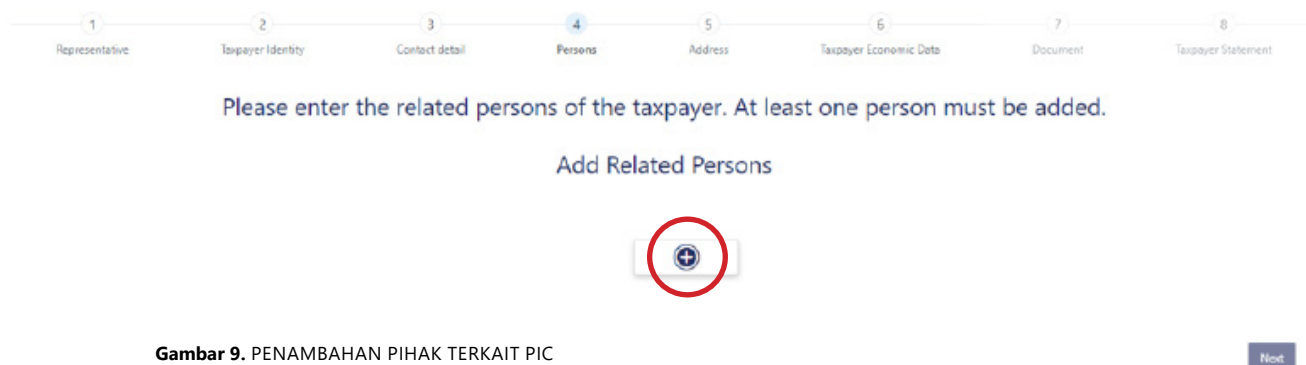 1 2 3 4 5 6 7 8
Representative Taxpayer Identity Contact detail Persons Address Taxpayer Economic Data Document Taxpayer Statement
Please enter the related persons of the taxpayer. At least one person must be added.
Add Related Persons
Gambar 9. PENAMBAHAN PIHAK TERKAIT PIC
Next